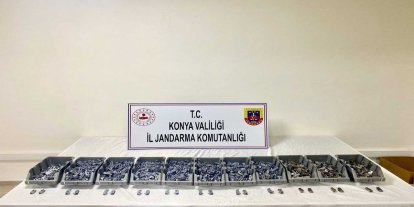 T.C.
KONYA VALİLİĞİ
İL JANDARMA KOMUTANLIĞI